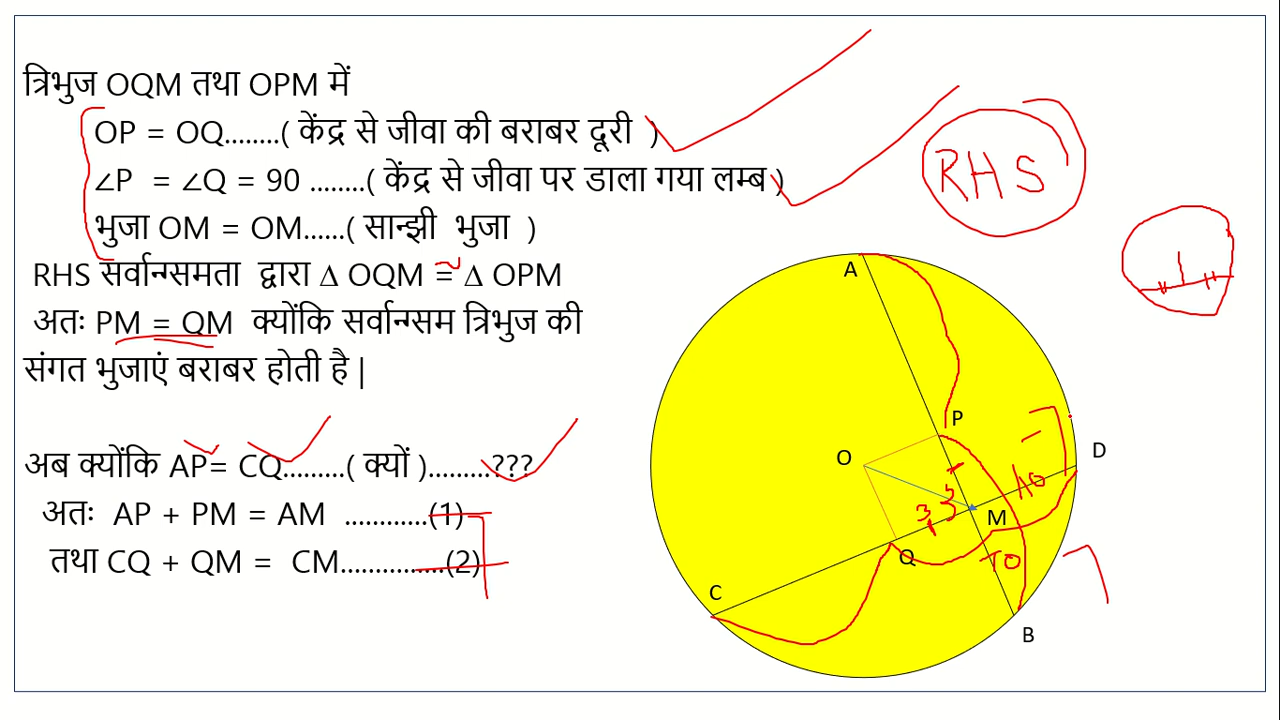 त्रिभुज OQM तथा OPM में
OP = OQ........( केंद्र से जीवा की बराबर दूरी )
∠P = ∠Q = 90 ........( केंद्र से जीवा पर डाला गया लम्ब )
भुजा OM = OM......( सान्झी भुजा )
RHS सर्वान्गसमता द्वारा ∆ OQM = ∆ OPM
अतः PM = QM क्योंकि सर्वान्गसम त्रिभुज की
संगत भुजाएं बराबर होती है |
अब क्योंकि AP= CQ.........( क्यों ).........???
अतः AP + PM = AM ............(1)
तथा CQ + QM = CM...............(2)
RHS
A
P
O
D
M
Q
C
B